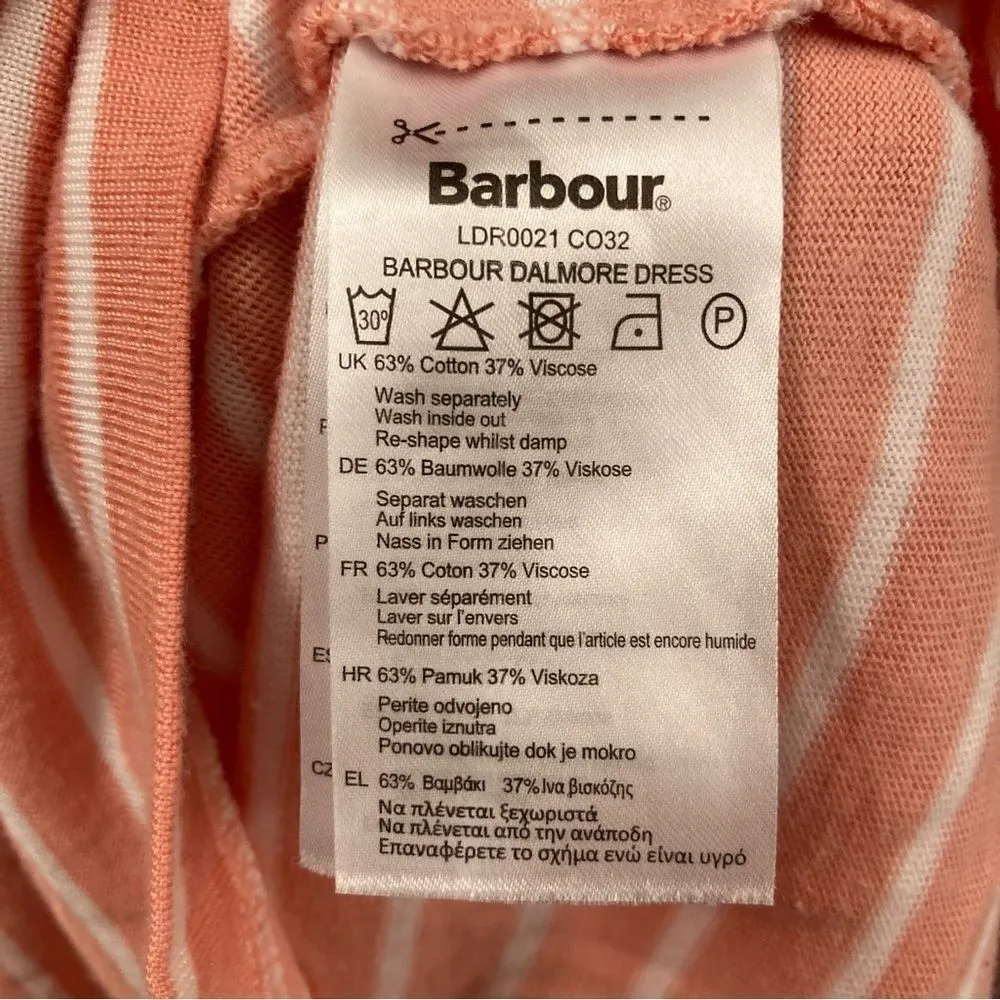 Barbour®
LDR0021 CO32
BARBOUR DALMORE DRESS
30° P
UK 63% Cotton 37% Viscose
Wash separately
Wash inside out
Re-shape whilst damp
DE 63% Baumwolle 37% Viskose
Separat waschen
Auf links waschen
Nass in Form ziehen
FR 63% Coton 37% Viscose
Laver séparément
Laver sur l'envers
Redonner forme pendant que l'article est encore humide
HR 63% Pamuk 37% Viskoza
Perite odvojeno
Operite iznutra
Ponovo oblikujte dok je mokro
EL 63% Βαμβάκι 37% Ινα βισκόζης
Να πλένεται ξεχωριστά
Να πλένεται από την ανάποδη
Επαναφέρετε το σχήμα ενώ είναι υγρό
P
ES
CZ